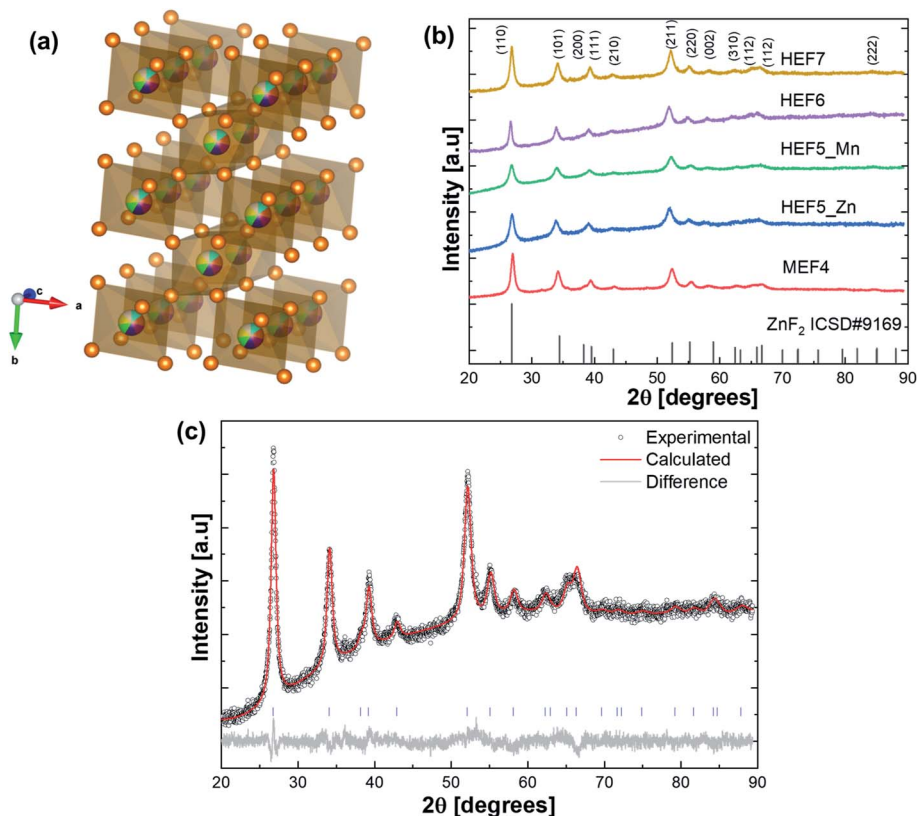 (a)
c
a
b
(b)
(110)
(101)
(200)
(111)
(210)
(211)
(220)
(002)
(310)
(112)
(112)
(222)
HEF7
HEF6
HEF5_Mn
HEF5_Zn
MEF4
ZnF2 ICSD#9169
Intensity [a.u]
20 30 40 50 60 70 80 90
2θ [degrees]
(c)
Experimental
Calculated
Difference
Intensity [a.u]
20 30 40 50 60 70 80 90
2θ [degrees]